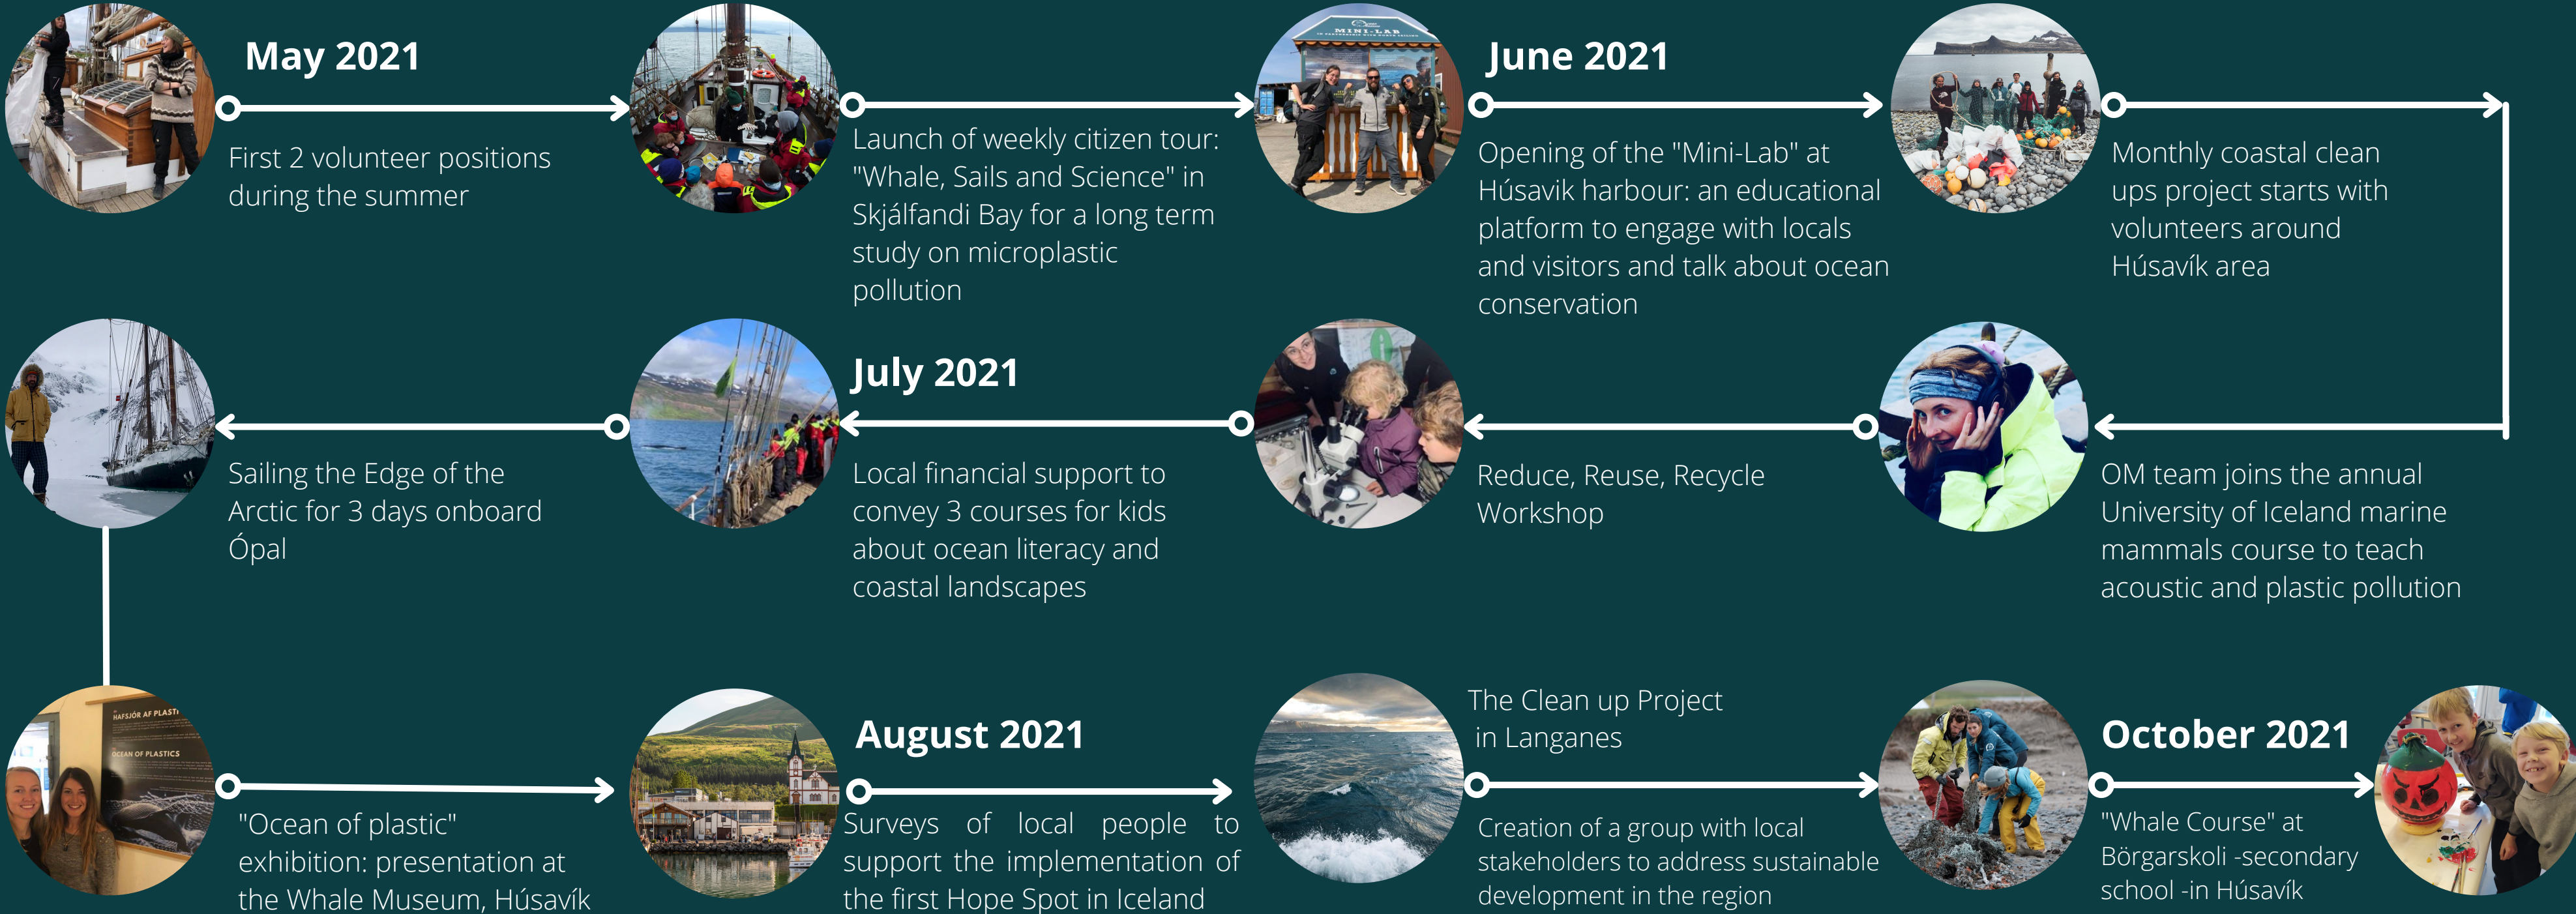 May 2021
First 2 volunteer positions
during the summer
Launch of weekly citizen tour:
"Whale, Sails and Science" in
Skjálfandi Bay for a long term
study on microplastic
pollution
MINI-LAB
June 2021
Opening of the "Mini-Lab" at
Húsavik harbour: an educational
platform to engage with locals
and visitors and talk about ocean
conservation
Monthly coastal clean
ups project starts with
volunteers around
Húsavík area
OM team joins the annual
University of Iceland marine
mammals course to teach
acoustic and plastic pollution
Reduce, Reuse, Recycle
Workshop
July 2021
Local financial support to
convey 3 courses for kids
about ocean literacy and
coastal landscapes
Sailing the Edge of the
Arctic for 3 days onboard
Ópal
HAFSJÓR AF PLASTI
OCEAN OF PLASTICS
"Ocean of plastic"
exhibition: presentation at
the Whale Museum, Húsavík
August 2021
Surveys of local people to
support the implementation of
the first Hope Spot in Iceland
The Clean up Project
in Langanes
Creation of a group with local
stakeholders to address sustainable
development in the region
October 2021
"Whale Course" at
Börgarskoli -secondary
school -in Húsavík